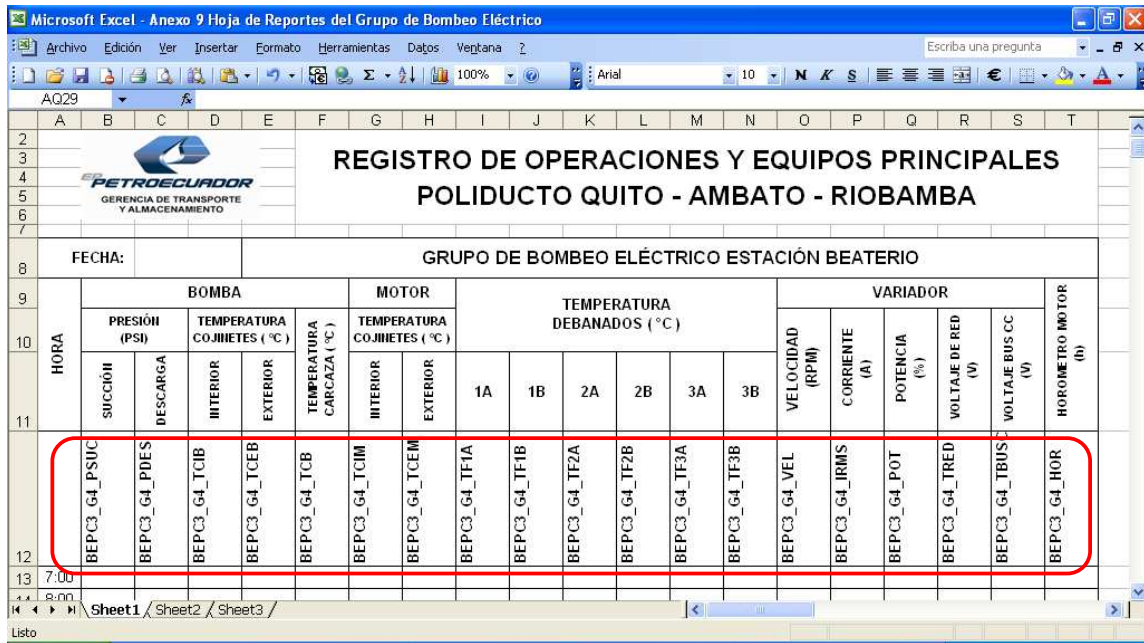 Microsoft Excel - Anexo 9 Hoja de Reportes del Grupo de Bombeo Eléctrico
Archivo Edición Ver Insertar Formato Herramientas Datos Ventana ?
Escriba una pregunta
100%
Arial
10
N K S
€
AQ29
fx
A B C D E F G H I J K L M N O P Q R S T
2
3
4
5
6
7
EP PETROECUADOR
GERENCIA DE TRANSPORTE
Y ALMACENAMIENTO
REGISTRO DE OPERACIONES Y EQUIPOS PRINCIPALES
POLIDUCTO QUITO - AMBATO - RIOBAMBA
8
FECHA:
GRUPO DE BOMBEO ELÉCTRICO ESTACIÓN BEATERIO
9
10
11
HORA
BOMBA
PRESIÓN
(PSI)
SUCCIÓN
DESCARGA
TEMPERATURA
COJINETES ( ºC )
INTERIOR
EXTERIOR
TEMPERATURA
CARCAZA ( ºC )
MOTOR
TEMPERATURA
COJINETES ( ºC )
INTERIOR
EXTERIOR
TEMPERATURA
DEBANADOS ( °C )
1A 1B 2A 2B 3A 3B
VARIADOR
VELOCIDAD
(RPM)
CORRIENTE
(A)
POTENCIA
(%)
VOLTAJE DE RED
(V)
VOLTAJE BUS CC
(V)
HOROMETRO MOTOR
(h)
12
BEPC3_G4_PSUC
BEPC3_G4_PDES
BEPC3_G4_TCIB
BEPC3_G4_TCEB
BEPC3_G4_TCB
BEPC3_G4_TCIM
BEPC3_G4_TCEM
BEPC3_G4_TF1A
BEPC3_G4_TF1B
BEPC3_G4_TF2A
BEPC3_G4_TF2B
BEPC3_G4_TF3A
BEPC3_G4_TF3B
BEPC3_G4_VEL
BEPC3_G4_IRMS
BEPC3_G4_POT
BEPC3_G4_TRED
BEPC3_G4_TBUSC
BEPC3_G4_HOR
13 7:00
14 8:00
Sheet1 / Sheet2 / Sheet3 /
Listo